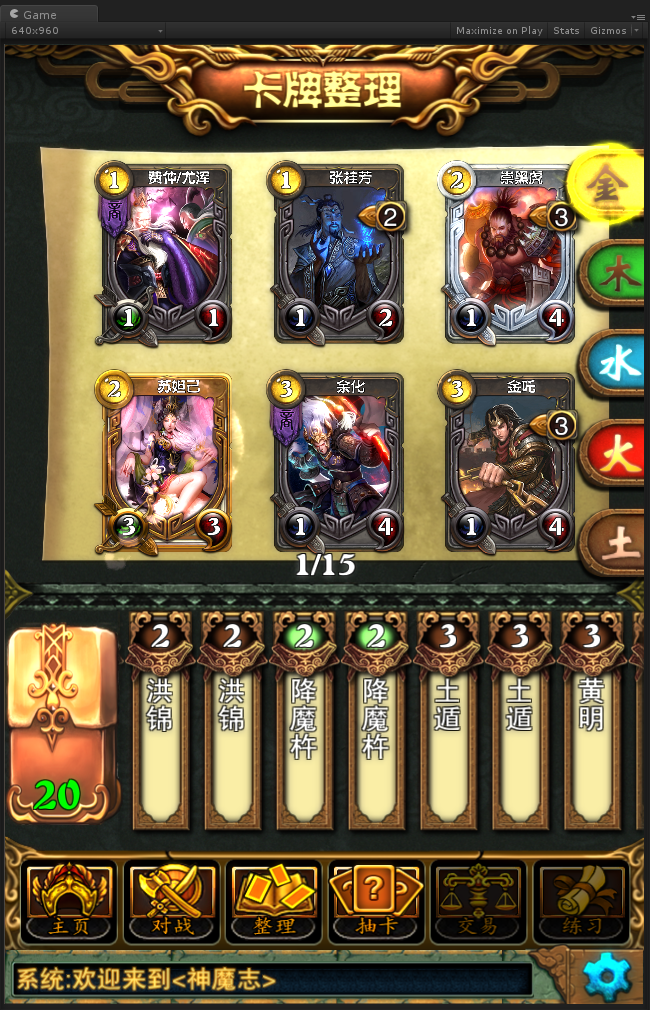 Game
640x960 Maximize on Play Stats Gizmos
卡牌整理
1 费仲/尤浑 商 1 1
1 张桂芳 2 1 2
2 崇黑虎 3 1 4
金
木
水
2 苏妲己 3 3
3 余化 商 1 4
3 金吒 3 1 4
火
土
1/15
20
2 洪锦
2 洪锦
2 降魔杵
2 降魔杵
3 土遁
3 土遁
3 黄明
主页 对战 整理 抽卡 交易 练习
系统:欢迎来到<神魔志>